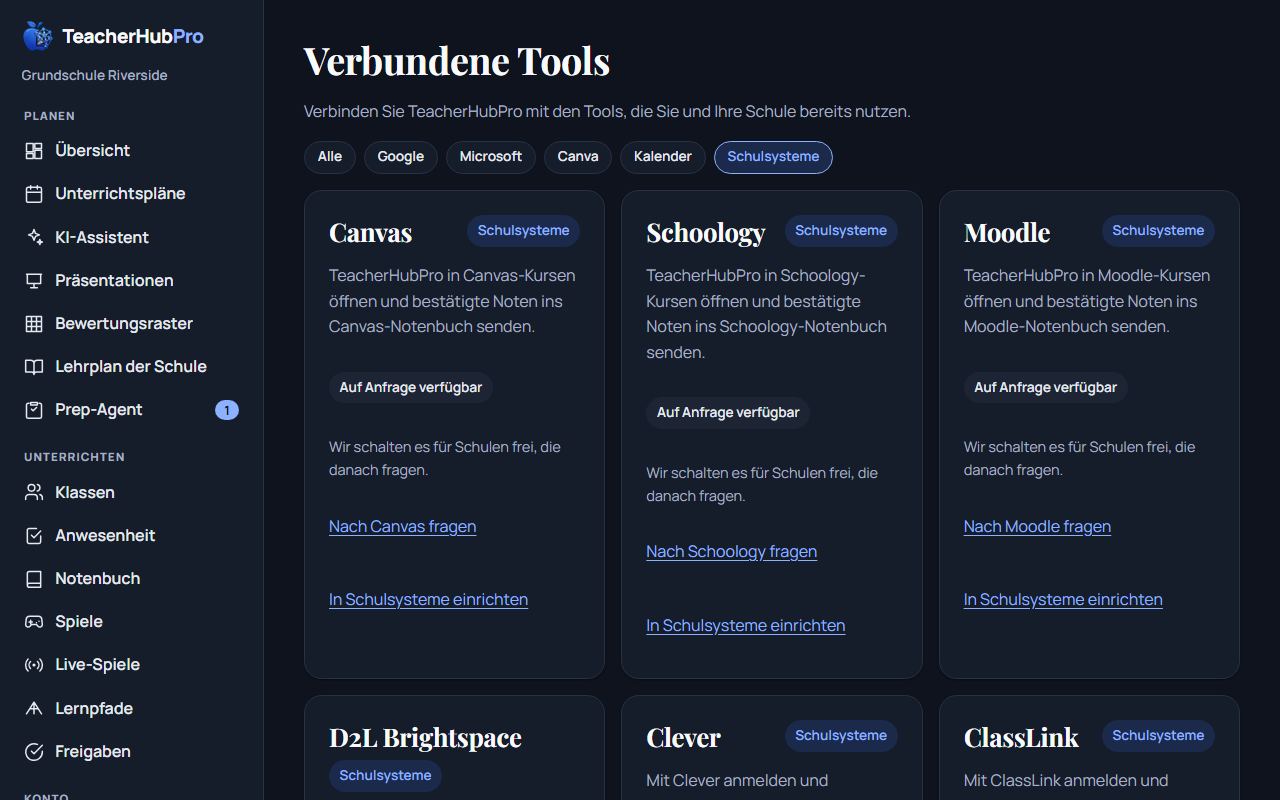 TeacherHubPro
Grundschule Riverside
PLANEN
Übersicht
Unterrichtspläne
KI-Assistent
Präsentationen
Bewertungsraster
Lehrplan der Schule
Prep-Agent
1
UNTERRICHTEN
Klassen
Anwesenheit
Notenbuch
Spiele
Live-Spiele
Lernpfade
Freigaben
KONTO
Verbundene Tools
Verbinden Sie TeacherHubPro mit den Tools, die Sie und Ihre Schule bereits nutzen.
Alle
Google
Microsoft
Canva
Kalender
Schulsysteme
Canvas
Schulsysteme
TeacherHubPro in Canvas-Kursen
öffnen und bestätigte Noten ins
Canvas-Notenbuch senden.
Auf Anfrage verfügbar
Wir schalten es für Schulen frei, die
danach fragen.
Nach Canvas fragen
In Schulsysteme einrichten
Schoology
Schulsysteme
TeacherHubPro in Schoology-
Kursen öffnen und bestätigte
Noten ins Schoology-Notenbuch
senden.
Auf Anfrage verfügbar
Wir schalten es für Schulen frei, die
danach fragen.
Nach Schoology fragen
In Schulsysteme einrichten
Moodle
Schulsysteme
TeacherHubPro in Moodle-Kursen
öffnen und bestätigte Noten ins
Moodle-Notenbuch senden.
Auf Anfrage verfügbar
Wir schalten es für Schulen frei, die
danach fragen.
Nach Moodle fragen
In Schulsysteme einrichten
D2L Brightspace
Schulsysteme
Clever
Schulsysteme
Mit Clever anmelden und
ClassLink
Schulsysteme
Mit ClassLink anmelden und